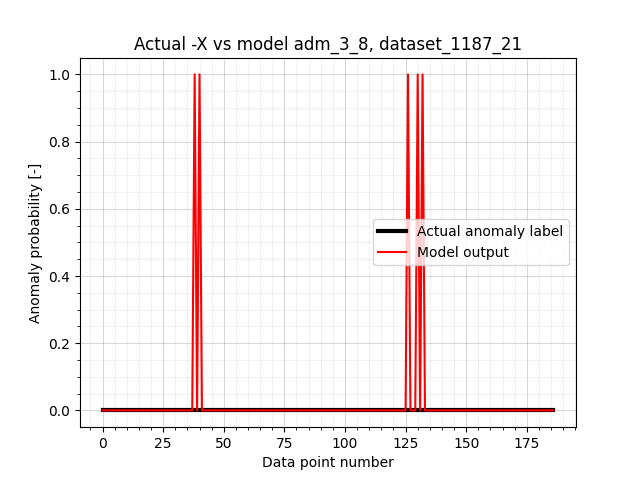 Actual -X vs model adm_3_8, dataset_1187_21
Anomaly probability [-]
1.0
0.8
0.6
0.4
0.2
0.0
Actual anomaly label
Model output
0 25 50 75 100 125 150 175
Data point number